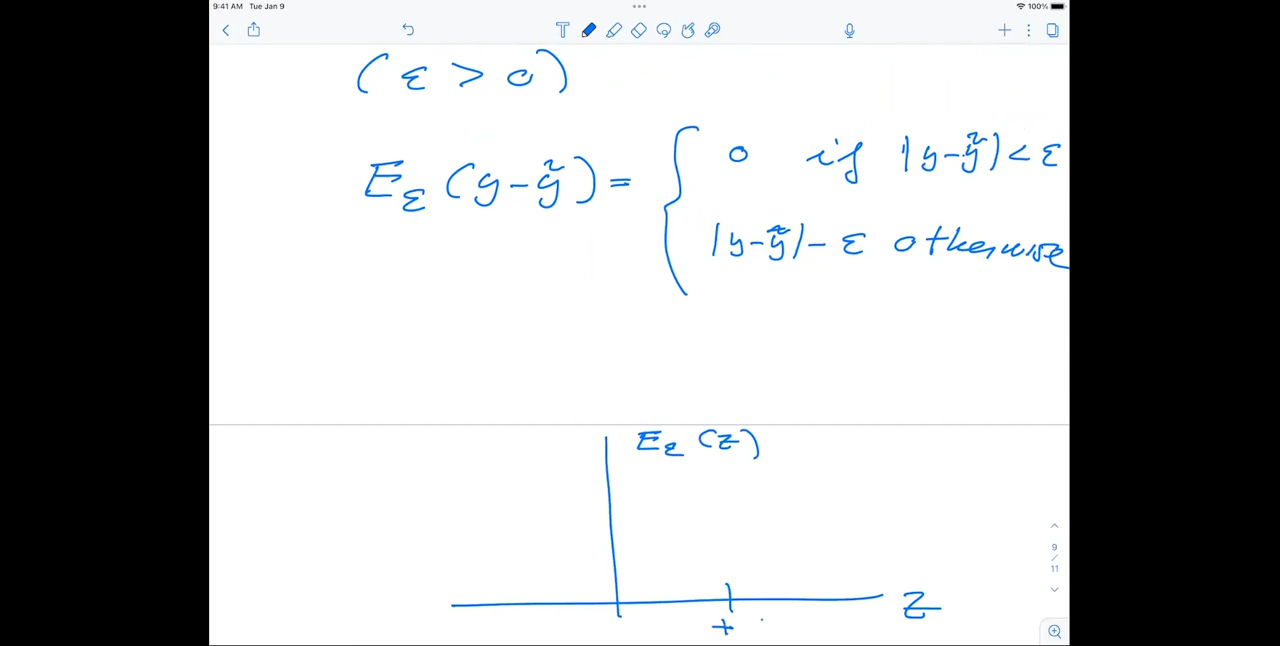 9:41 AM Tue Jan 9
100%
(ε > 0)
E_ε (y - ŷ) = { 0 if |y - ŷ| < ε
|y - ŷ| - ε otherwise
E_ε (z)
z
+
9
/
11